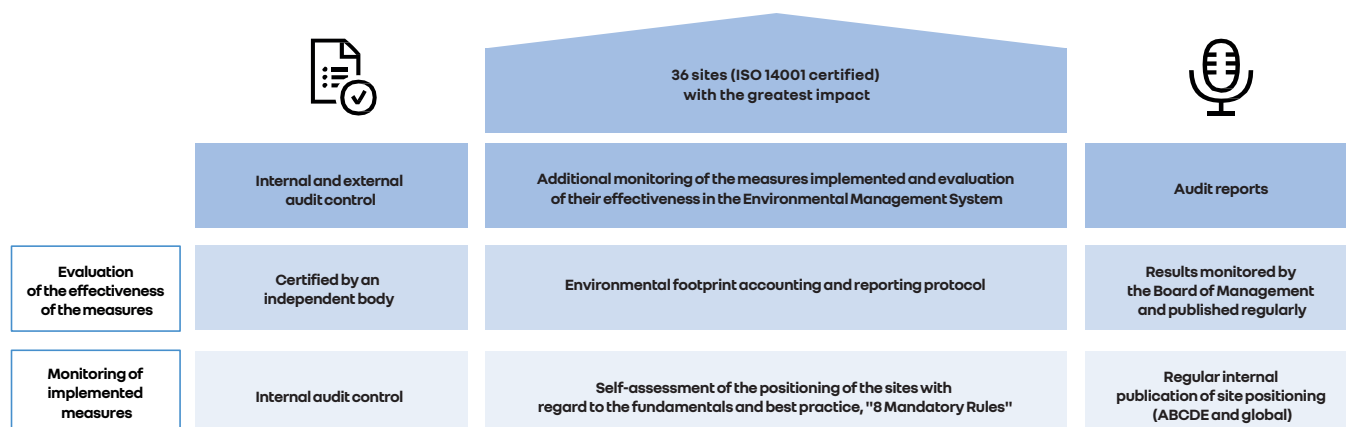 36 sites (ISO 14001 certified)
with the greatest impact
Internal and external
audit control
Additional monitoring of the measures implemented and evaluation
of their effectiveness in the Environmental Management System
Audit reports
Evaluation
of the effectiveness
of the measures
Certified by an
independent body
Environmental footprint accounting and reporting protocol
Results monitored by
the Board of Management
and published regularly
Monitoring of
implemented
measures
Internal audit control
Self-assessment of the positioning of the sites with
regard to the fundamentals and best practice, "8 Mandatory Rules"
Regular internal
publication of site positioning
(ABCDE and global)